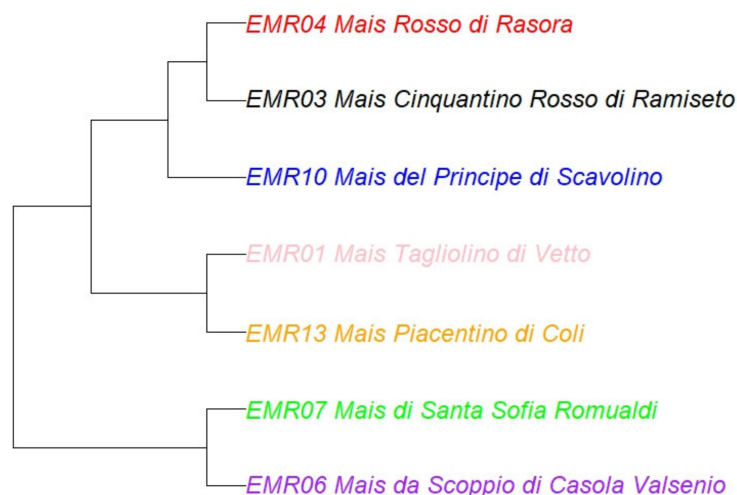 EMR04 Mais Rosso di Rasora
EMR03 Mais Cinquantino Rosso di Ramiseto
EMR10 Mais del Principe di Scavolino
EMR01 Mais Tagliolino di Vetto
EMR13 Mais Piacentino di Coli
EMR07 Mais di Santa Sofia Romualdi
EMR06 Mais da Scoppio di Casola Valsenio